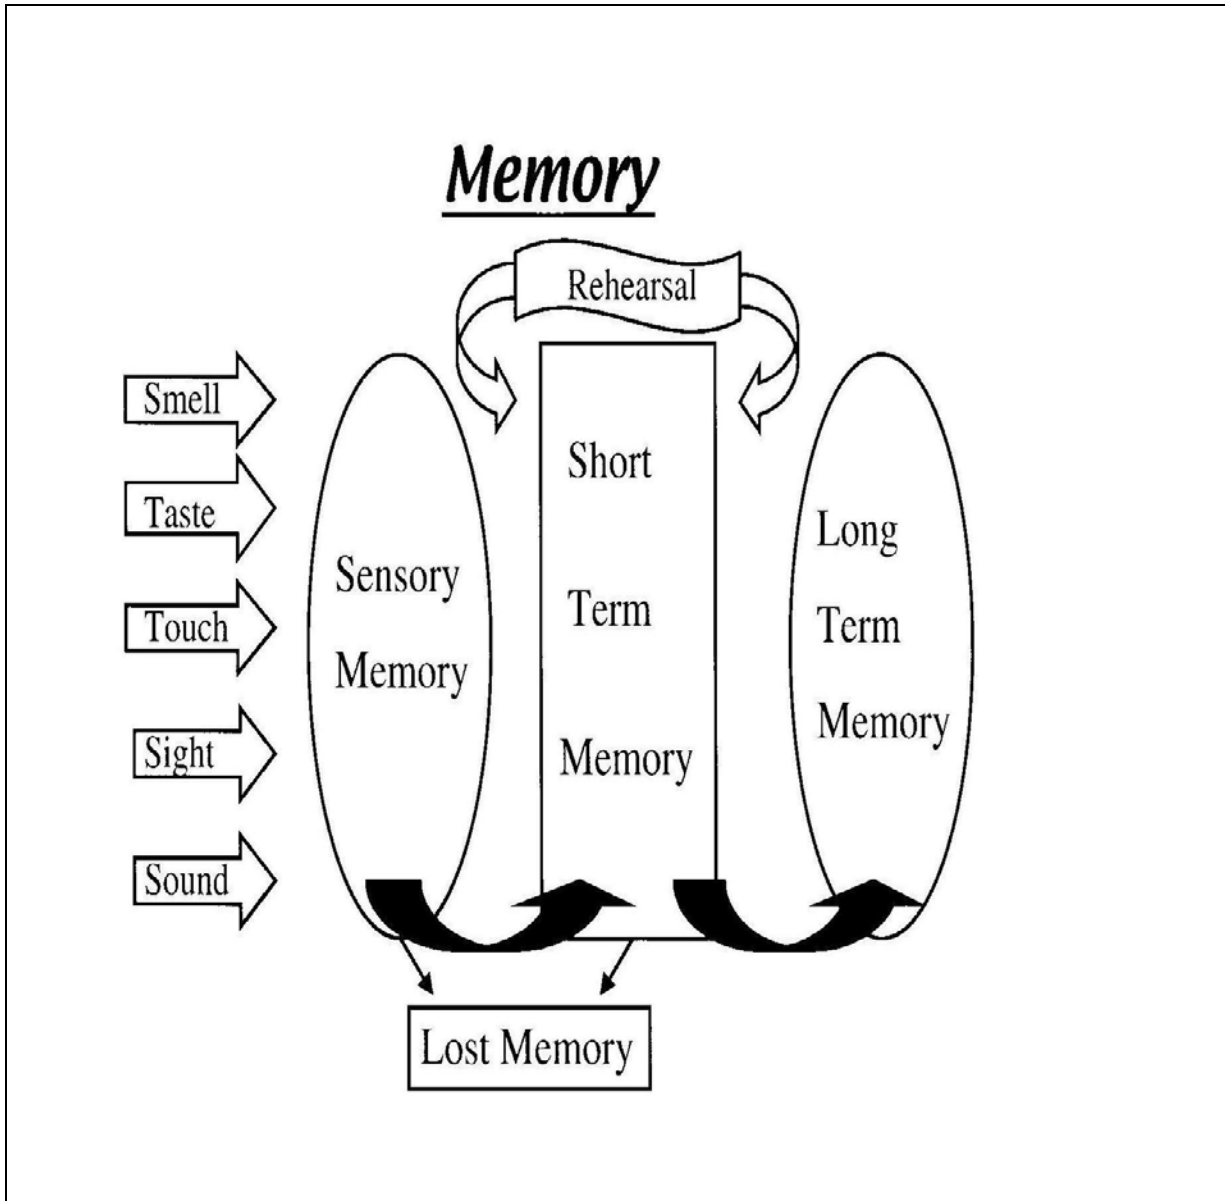 Memory
Rehearsal
Smell
Taste
Touch
Sight
Sound
Sensory
Memory
Short
Term
Memory
Long
Term
Memory
Lost Memory